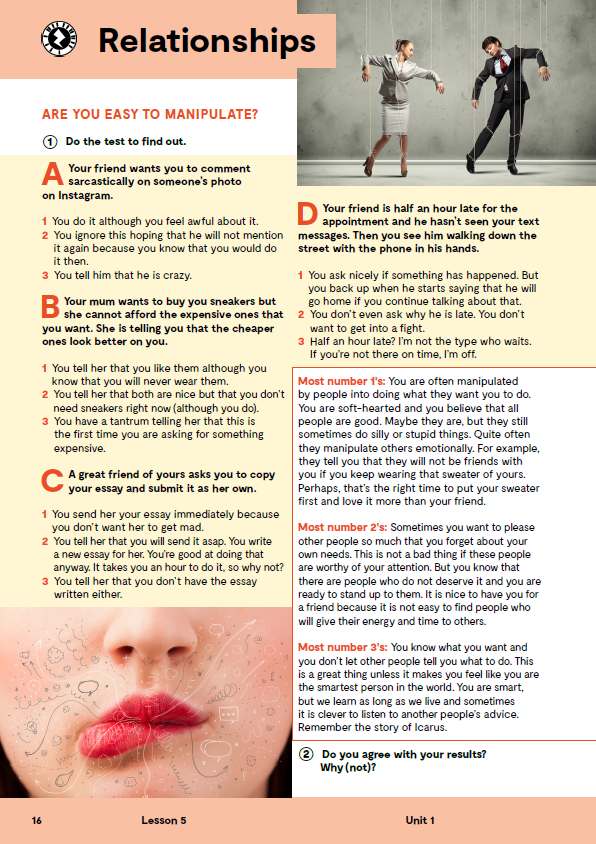 Relationships
ARE YOU EASY TO MANIPULATE?
1 Do the test to find out.
A Your friend wants you to comment
sarcastically on someone's photo
on Instagram.
1 You do it although you feel awful about it.
2 You ignore this hoping that he will not mention
it again because you know that you would do
it then.
3 You tell him that he is crazy.
B Your mum wants to buy you sneakers but
she cannot afford the expensive ones that
you want. She is telling you that the cheaper
ones look better on you.
1 You tell her that you like them although you
know that you will never wear them.
2 You tell her that both are nice but that you don't
need sneakers right now (although you do).
3 You have a tantrum telling her that this is
the first time you are asking for something
expensive.
C A great friend of yours asks you to copy
your essay and submit it as her own.
1 You send her your essay immediately because
you don't want her to get mad.
2 You tell her that you will send it asap. You write
a new essay for her. You're good at doing that
anyway. It takes you an hour to do it, so why not?
3 You tell her that you don't have the essay
written either.
D Your friend is half an hour late for the
appointment and he hasn't seen your text
messages. Then you see him walking down the
street with the phone in his hands.
1 You ask nicely if something has happened. But
you back up when he starts saying that he will
go home if you continue talking about that.
2 You don't even ask why he is late. You don't
want to get into a fight.
3 Half an hour late? I'm not the type who waits.
If you're not there on time, I'm off.
Most number 1's: You are often manipulated
by people into doing what they want you to do.
You are soft-hearted and you believe that all
people are good. Maybe they are, but they still
sometimes do silly or stupid things. Quite often
they manipulate others emotionally. For example,
they tell you that they will not be friends with
you if you keep wearing that sweater of yours.
Perhaps, that's the right time to put your sweater
first and love it more than your friend.
Most number 2's: Sometimes you want to please
other people so much that you forget about your
own needs. This is not a bad thing if these people
are worthy of your attention. But you know that
there are people who do not deserve it and you are
ready to stand up to them. It is nice to have you for
a friend because it is not easy to find people who
will give their energy and time to others.
Most number 3's: You know what you want and
you don't let other people tell you what to do. This
is a great thing unless it makes you feel like you are
the smartest person in the world. You are smart,
but we learn as long as we live and sometimes
it is clever to listen to another people's advice.
Remember the story of Icarus.
2 Do you agree with your results?
Why (not)?
16
Lesson 5
Unit 1